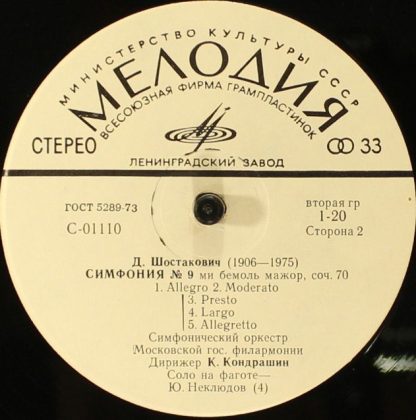 МИНИСТЕРСТВО КУЛЬТУРЫ СССР
МЕЛОДИЯ
ВСЕСОЮЗНАЯ ФИРМА ГРАМПЛАСТИНОК
СТЕРЕО
33
ЛЕНИНГРАДСКИЙ ЗАВОД
ГОСТ 5289-73
вторая гр
С-01110
1-20
Сторона 2
Д. Шостакович (1906—1975)
СИМФОНИЯ № 9 ми бемоль мажор, соч. 70
1. Allegro 2. Moderato
3. Presto
4. Largo
5. Allegretto
Симфонический оркестр
Московской гос. филармонии
Дирижер К. Кондрашин
Соло на фаготе—
Ю. Неклюдов (4)